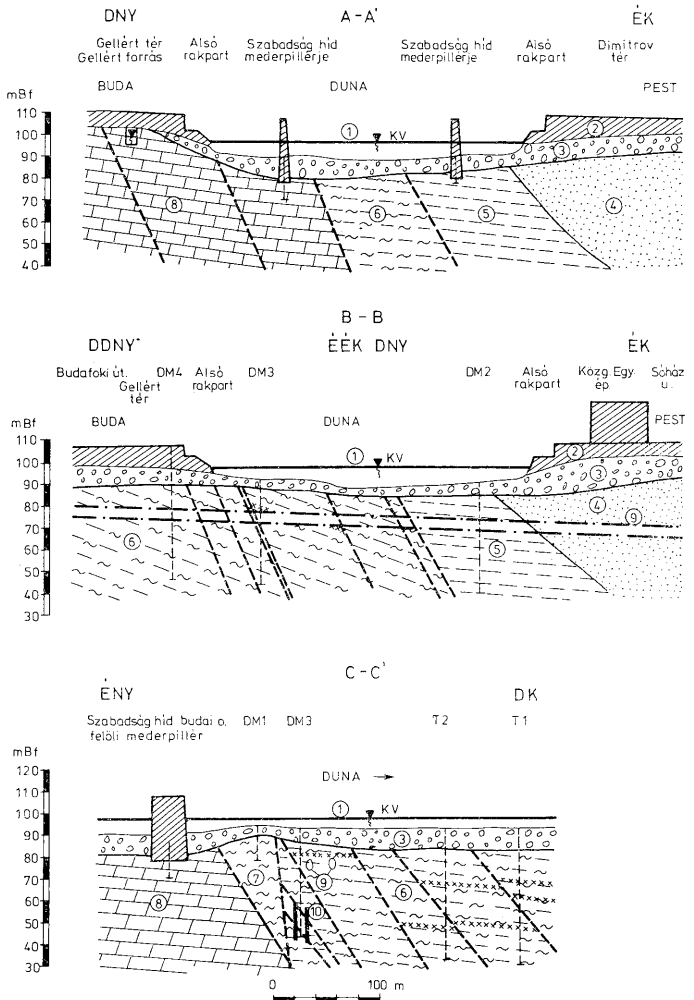 DNY A-A' ÉK
Gellért tér Alsó Szabadság híd Szabadság híd Alsó Dimitrov
Gellért forrás rakpart mederpillérje mederpillérje rakpart tér
BUDA DUNA PEST
mBf
110
100
90
80
70
60
50
40
1 KV
2
3
8
6
5
4
B-B
DDNY ÉÉK DNY ÉK
Budafoki út. DM4 Alsó DM3 DM2 Alsó Közg. Egy. Sóház
Gellért rakpart rakpart ép u.
tér
BUDA DUNA PEST
mBf
110
100
90
80
70
60
50
40
30
1 KV
2
3
4
9
6
5
C-C'
ÉNY DK
Szabadság híd budai o. DM1 DM3 T2 T1
felöli mederpillér
mBf
120
110
100
90
80
70
60
50
40
30
DUNA
1 KV
3
7
9
6
8
10
0 100 m